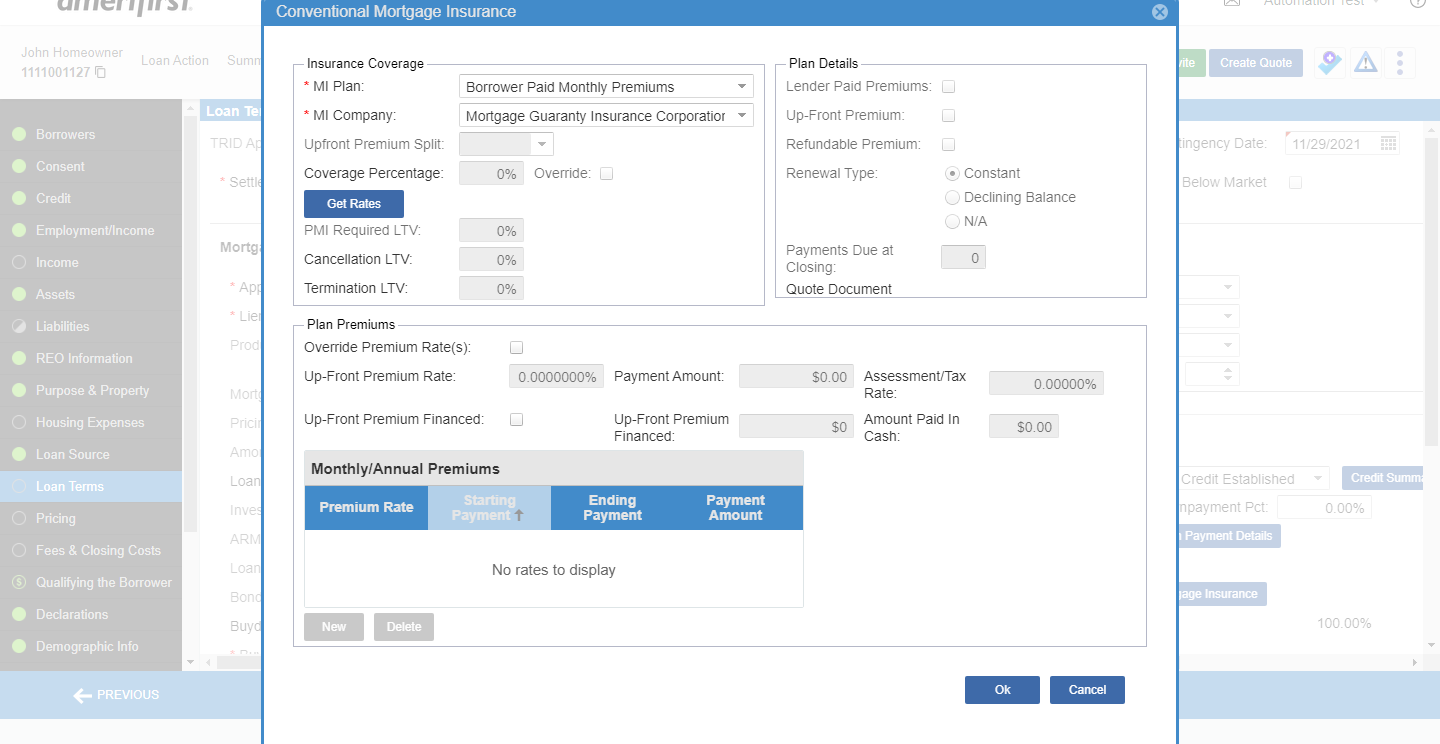 amerifirst.
Automation Test
John Homeowner
1111001127
Loan Action
Summ
vite
Create Quote
Borrowers
Consent
Credit
Employment/Income
Income
Assets
Liabilities
REO Information
Purpose & Property
Housing Expenses
Loan Source
Loan Terms
Pricing
Fees & Closing Costs
Qualifying the Borrower
Declarations
Demographic Info
PREVIOUS
Loan Te
TRID Ap
* Settle
Mortga
* App
* Lien
Produ
Mortg
Pricin
Amor
Loan
Inves
ARM
Loan
Bond
Buyd
Conventional Mortgage Insurance
Insurance Coverage
* MI Plan: Borrower Paid Monthly Premiums
* MI Company: Mortgage Guaranty Insurance Corporation
Upfront Premium Split:
Coverage Percentage: 0% Override:
Get Rates
PMI Required LTV: 0%
Cancellation LTV: 0%
Termination LTV: 0%
Plan Details
Lender Paid Premiums:
Up-Front Premium:
Refundable Premium:
Renewal Type: Constant
Declining Balance
N/A
Payments Due at
Closing: 0
Quote Document
Plan Premiums
Override Premium Rate(s):
Up-Front Premium Rate: 0.0000000% Payment Amount: $0.00 Assessment/Tax
Rate: 0.00000%
Up-Front Premium Financed: Up-Front Premium
Financed: $0 Amount Paid In
Cash: $0.00
Monthly/Annual Premiums
Premium Rate
Starting
Payment
Ending
Payment
Payment
Amount
No rates to display
New
Delete
Ok
Cancel
tingency Date: 11/29/2021
Below Market
Credit Established
Credit Summa
npayment Pct: 0.00%
Payment Details
gage Insurance
100.00%